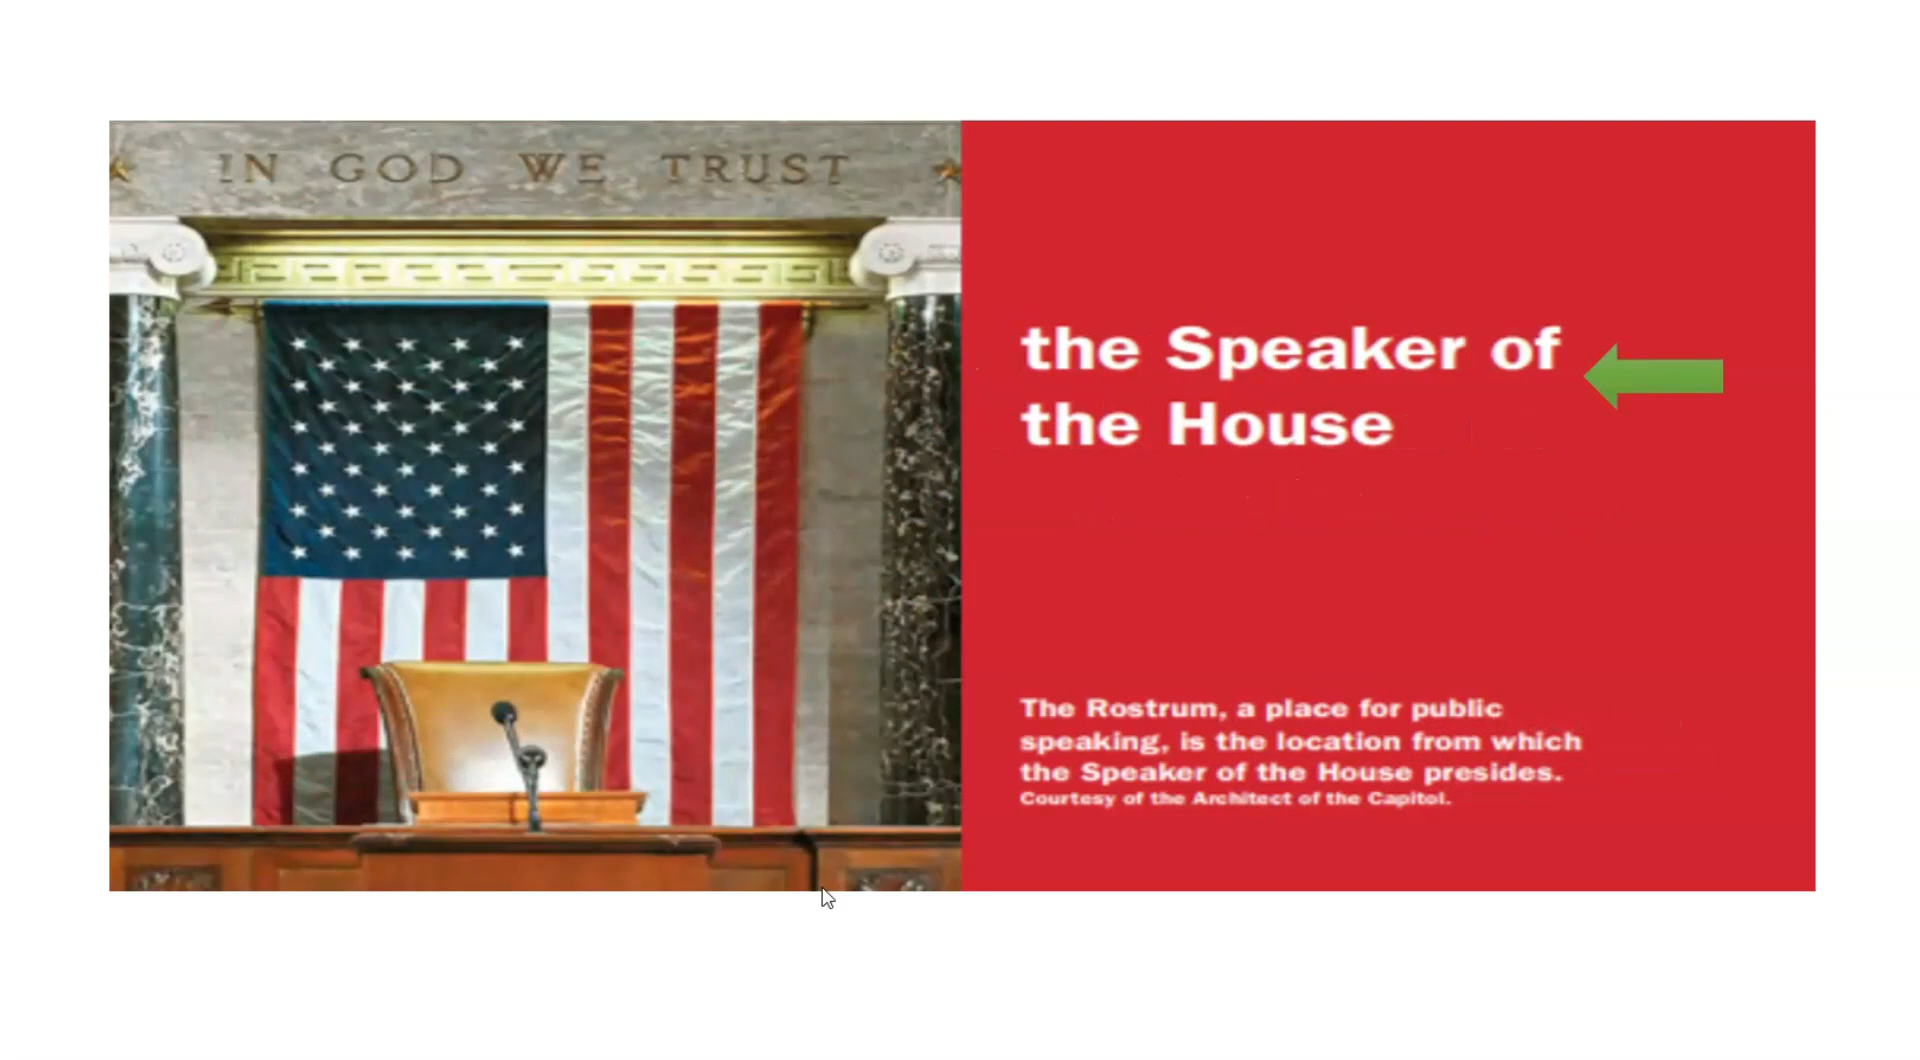 IN GOD WE TRUST
the Speaker of
the House
The Rostrum, a place for public
speaking, is the location from which
the Speaker of the House presides.
Courtesy of the Architect of the Capitol.